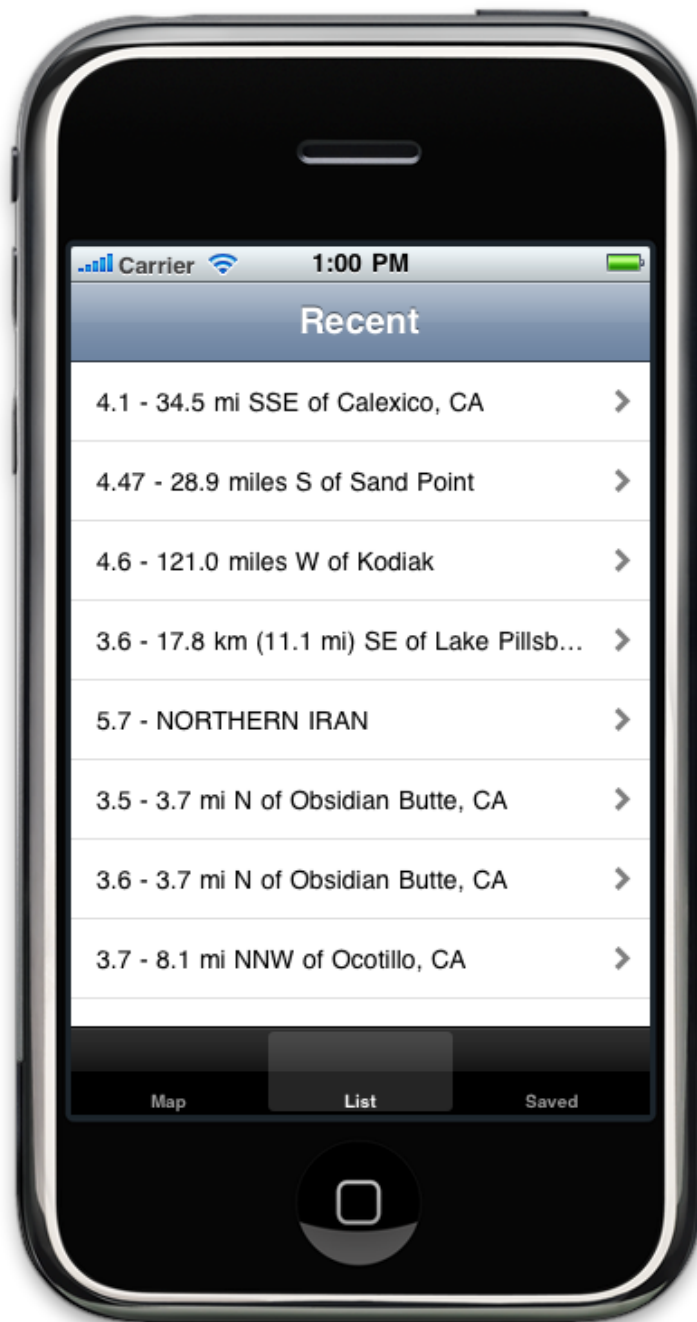 Carrier 1:00 PM
Recent
4.1 - 34.5 mi SSE of Calexico, CA
4.47 - 28.9 miles S of Sand Point
4.6 - 121.0 miles W of Kodiak
3.6 - 17.8 km (11.1 mi) SE of Lake Pillsb...
5.7 - NORTHERN IRAN
3.5 - 3.7 mi N of Obsidian Butte, CA
3.6 - 3.7 mi N of Obsidian Butte, CA
3.7 - 8.1 mi NNW of Ocotillo, CA
Map List Saved